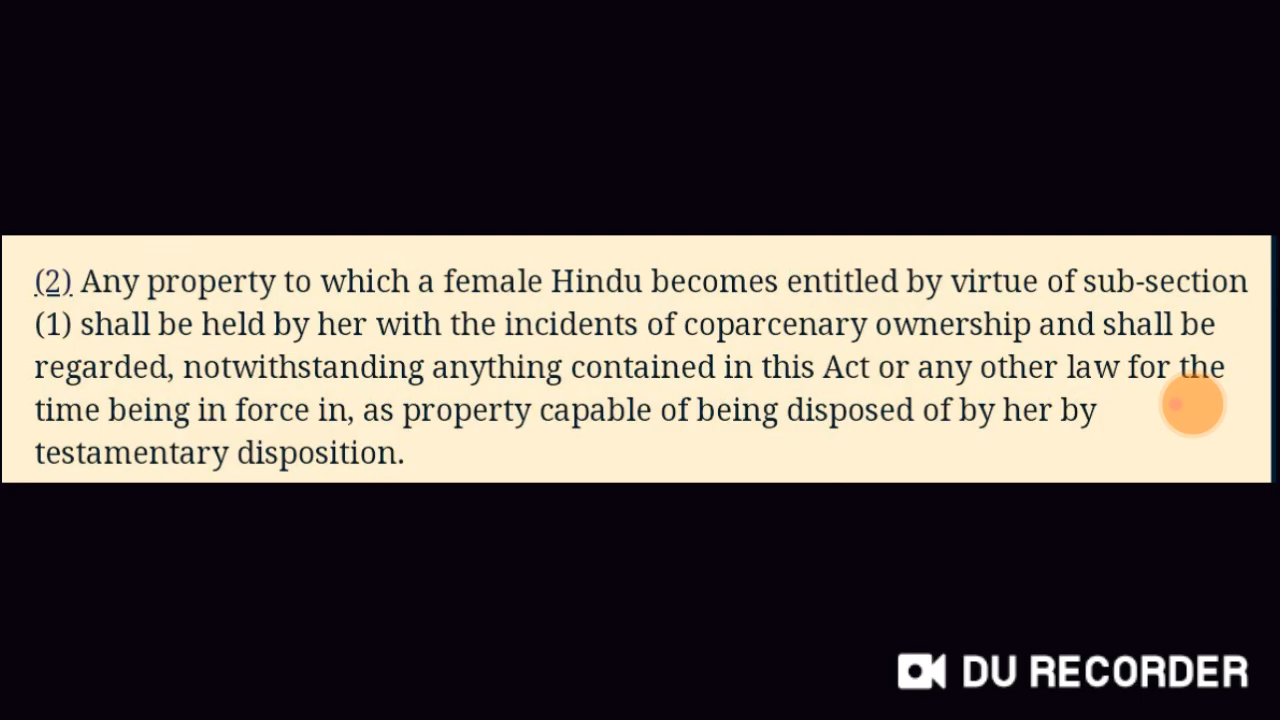 (2) Any property to which a female Hindu becomes entitled by virtue of sub-section
(1) shall be held by her with the incidents of coparcenary ownership and shall be
regarded, notwithstanding anything contained in this Act or any other law for the
time being in force in, as property capable of being disposed of by her by
testamentary disposition.
DU RECORDER